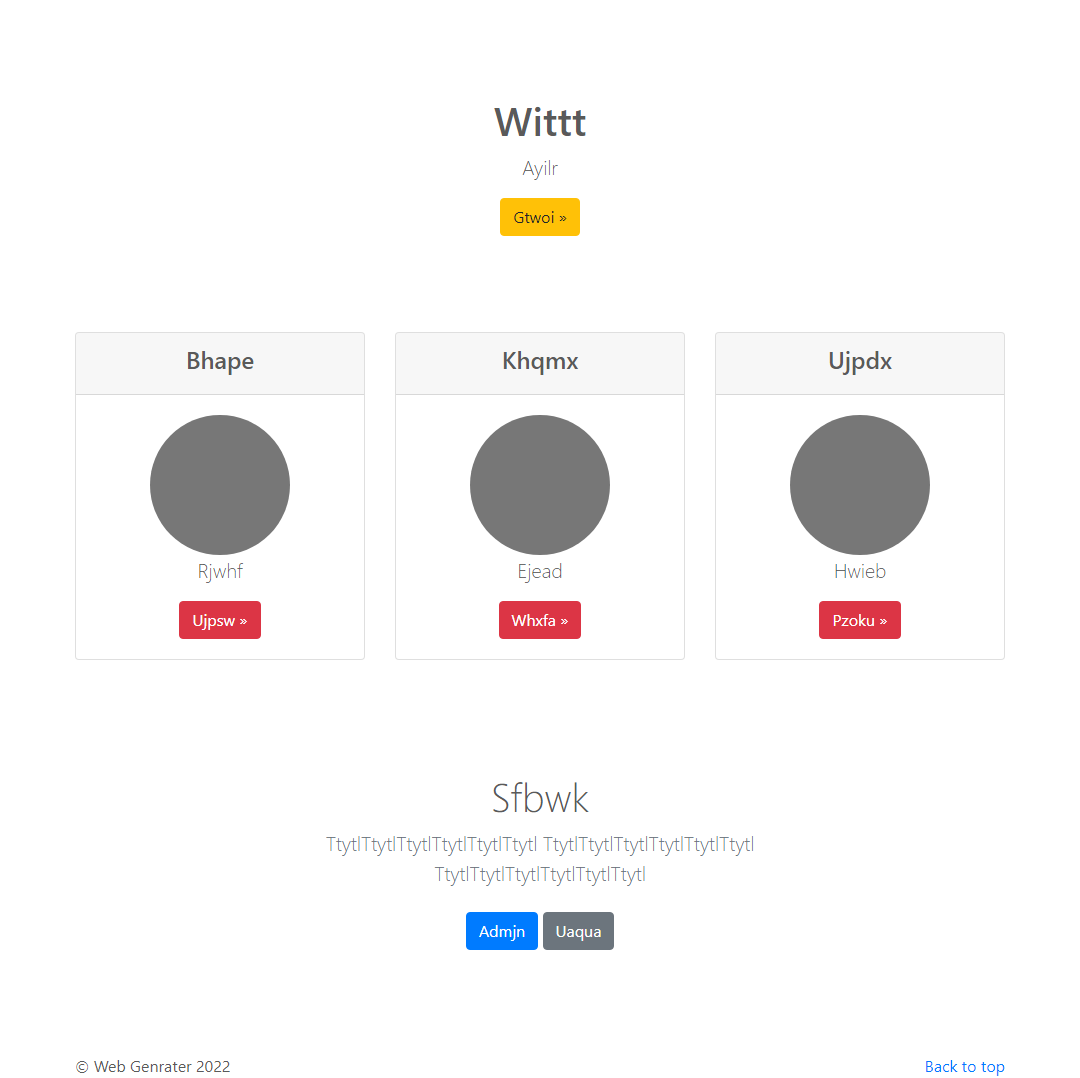 Wittt
Ayilr
Gtwoi »
Bhape
Khqmx
Ujpdx
Rjwhf
Ejead
Hwieb
Ujpsw »
Whxfa »
Pzoku »
Sfbwk
TtytlTtytlTtytlTtytlTtytlTtytl TtytlTtytlTtytlTtytlTtytlTtytl
TtytlTtytlTtytlTtytlTtytlTtytl
Admjn Uaqua
© Web Genrater 2022
Back to top